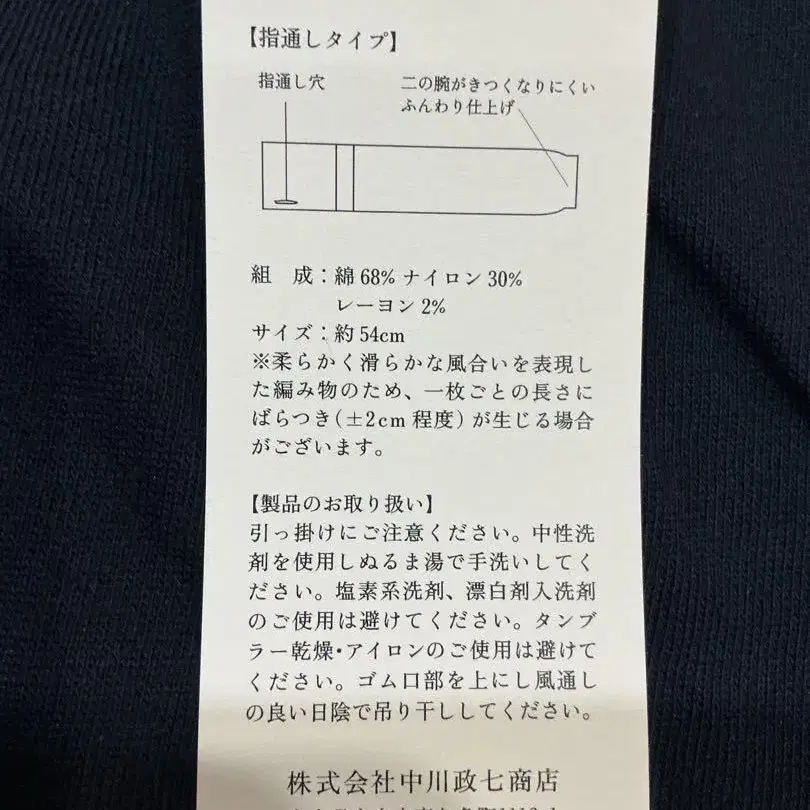 【指通しタイプ】
指通し穴
二の腕がきつくなりにくい
ふんわり仕上げ
組　成：綿 68% ナイロン 30%
レーヨン 2%
サイズ：約 54cm
※柔らかく滑らかな風合いを表現し
た編み物のため、一枚ごとの長さに
ばらつき(±2cm 程度) が生じる場合
がございます。
【製品のお取り扱い】
引っ掛けにご注意ください。中性洗
剤を使用しぬるま湯で手洗いしてく
ださい。塩素系洗剤、漂白剤入洗剤
のご使用は避けてください。タンブ
ラー乾燥・アイロンのご使用は避けて
ください。ゴム口部を上にし風通し
の良い日陰で吊り干ししてください。
株式会社中川政七商店